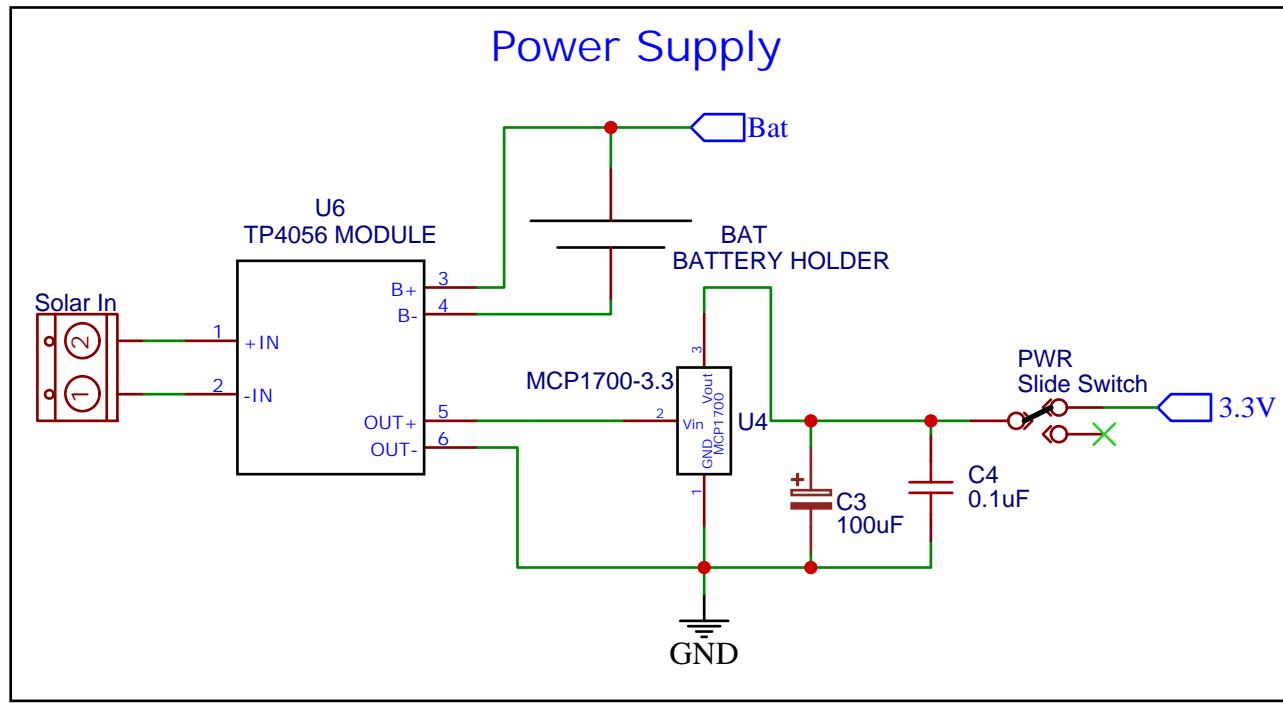 Power Supply
Bat
U6
TP4056 MODULE
BAT
BATTERY HOLDER
B+
3
B-
4
Solar In
2
1
+IN
1
2
-IN
OUT+
5
OUT-
6
MCP1700-3.3
3
Vout
2
Vin
GND
MCP1700
U4
1
PWR
Slide Switch
3.3V
+
C3
100uF
C4
0.1uF
GND